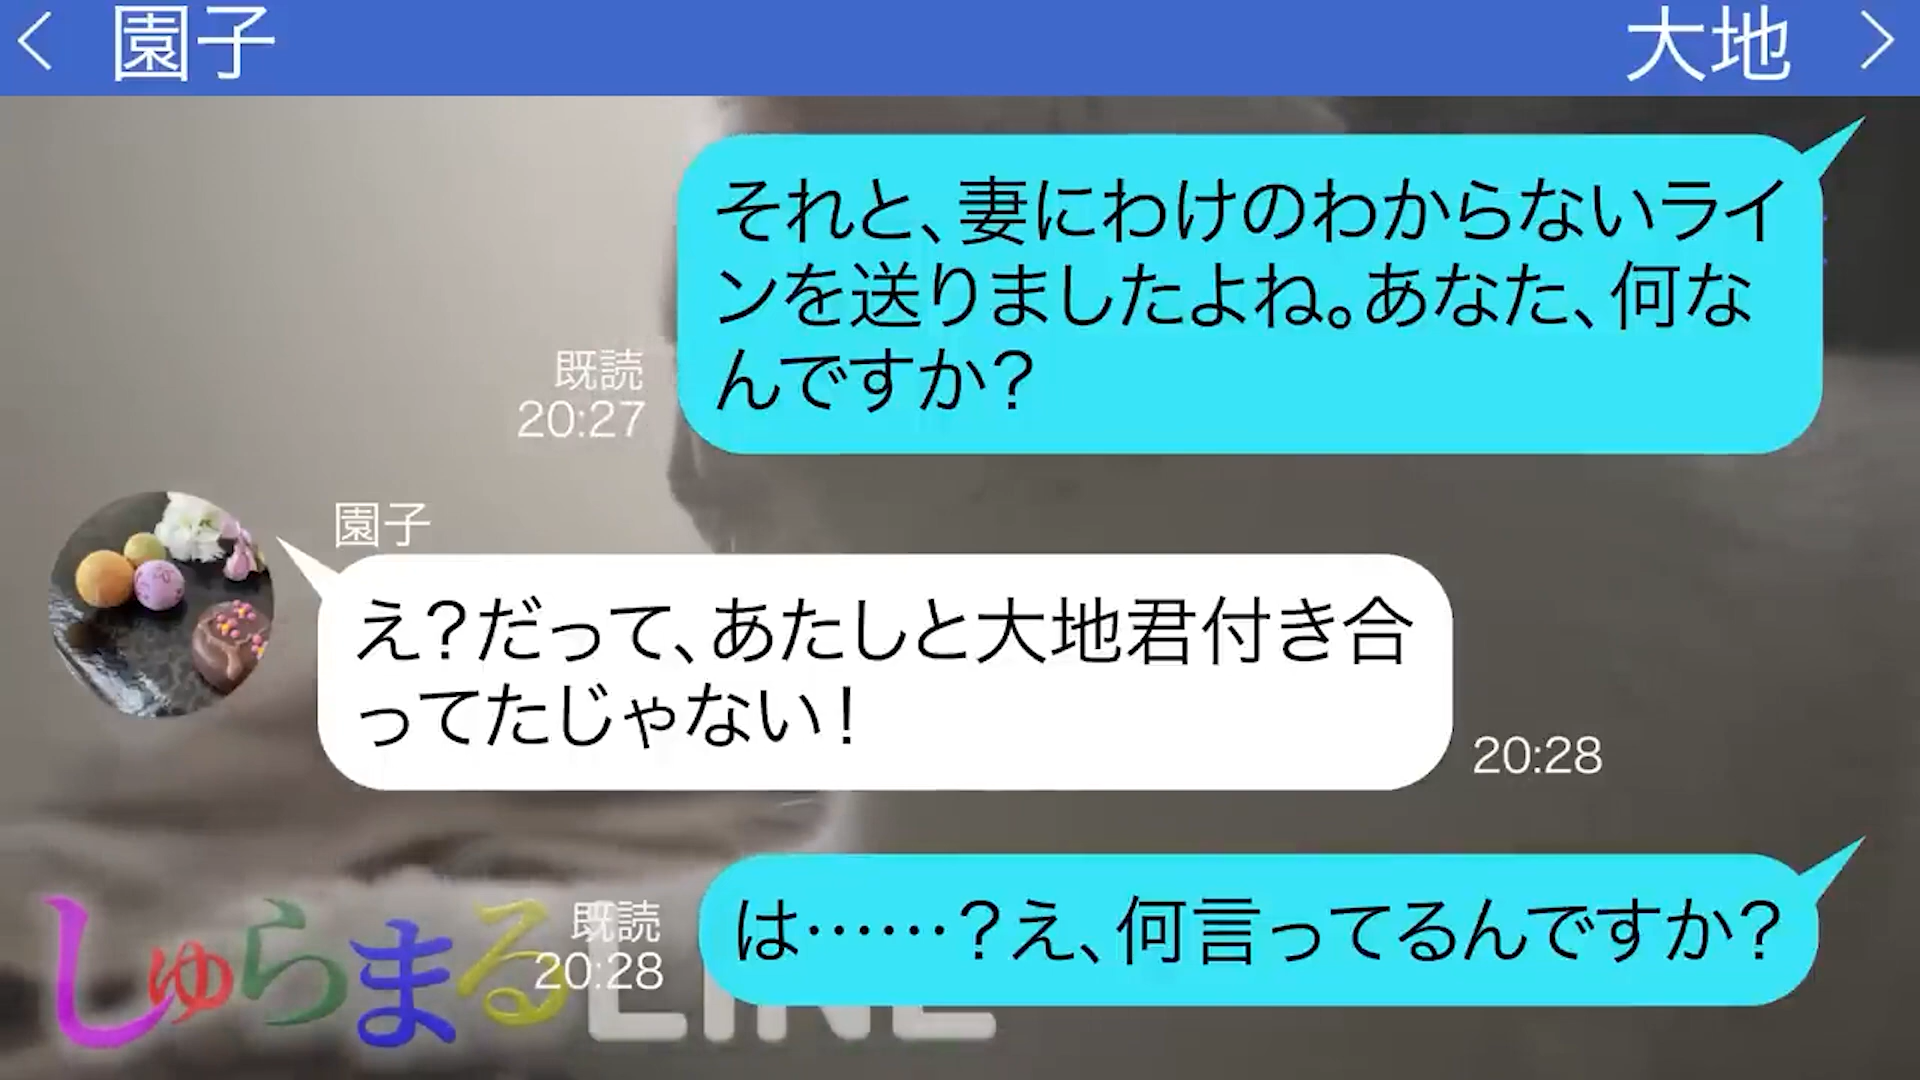 園子
大地
それと、妻にわけのわからないライ
ンを送りましたよね。あなた、何な
んですか？
既読
20:27
園子
え？だって、あたしと大地君付き合
ってたじゃない！
20:28
は……？え、何言ってるんですか？
既読
20:28
しゅらまるLINE